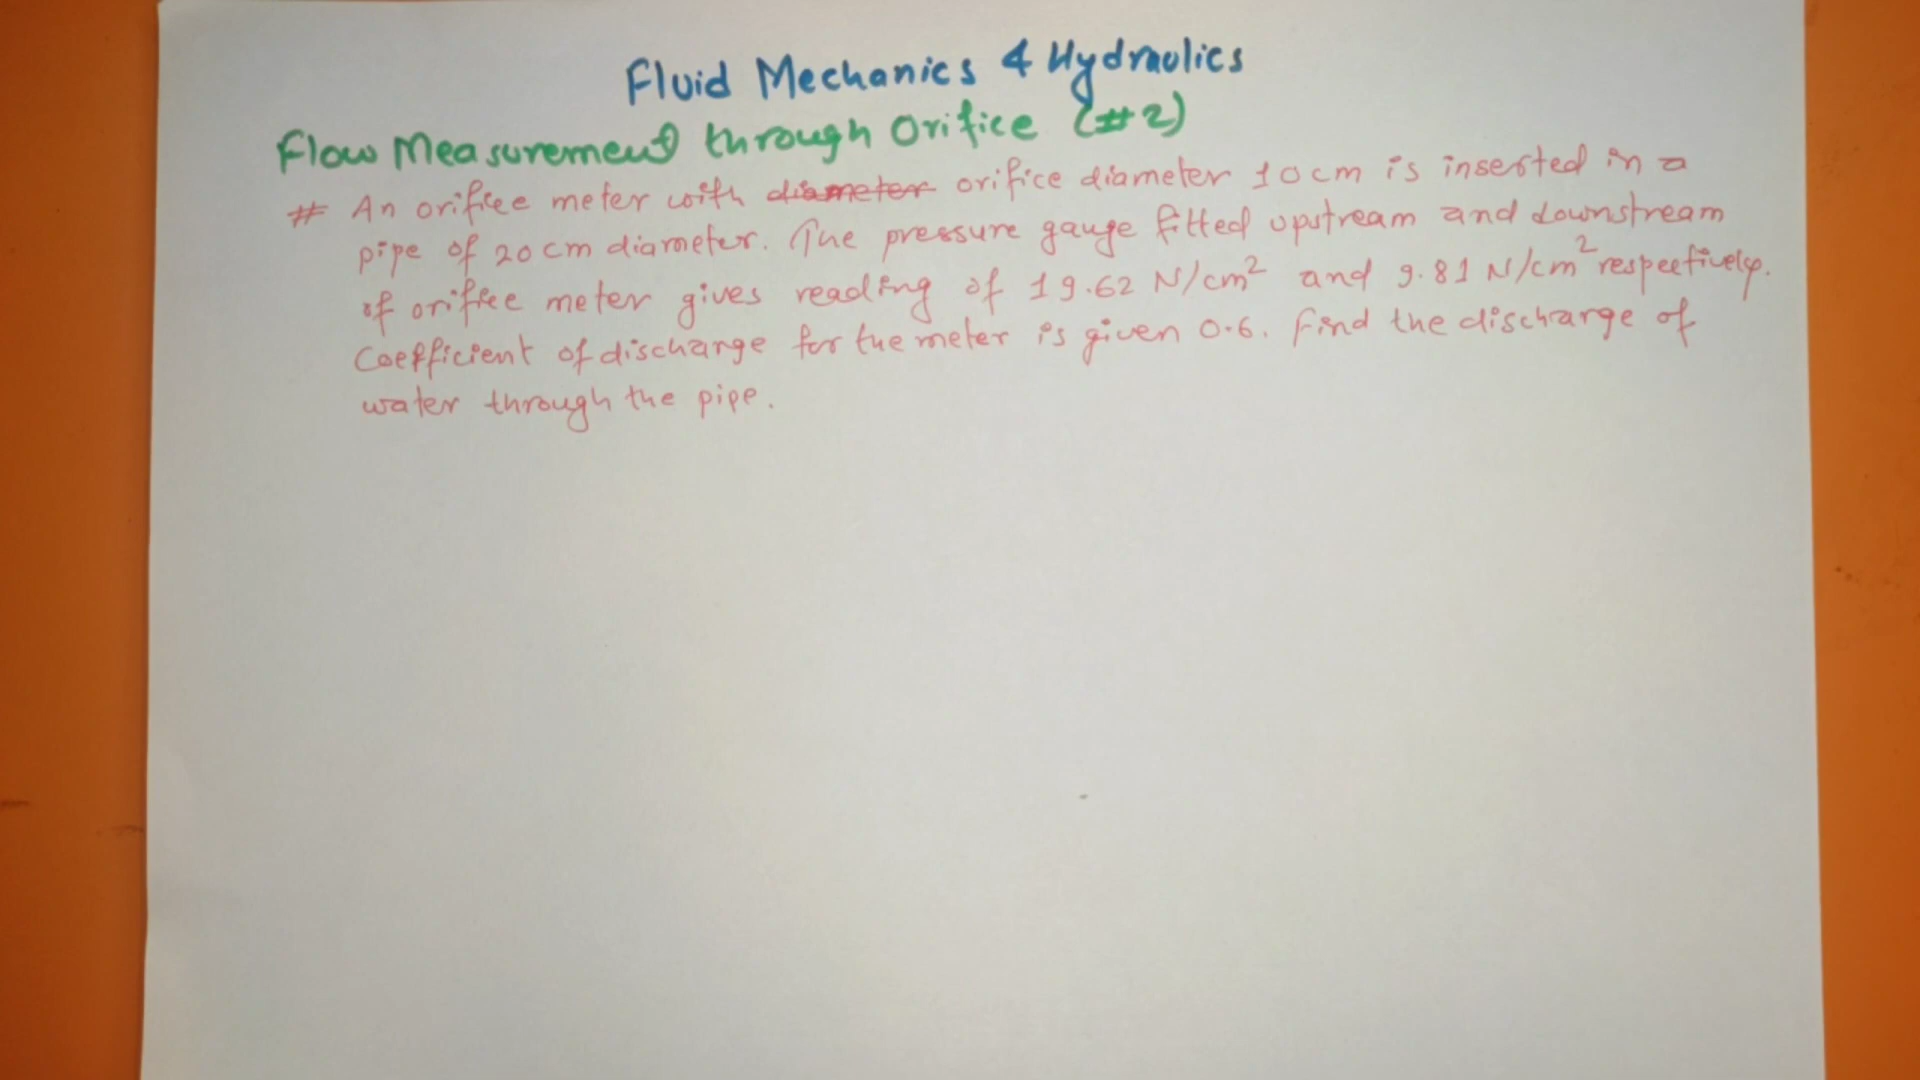 Fluid Mechanics & Hydraulics
Flow Measurement through Orifice (#2)
# An orifice meter with diameter orifice diameter 10 cm is inserted in a
pipe of 20 cm diameter. The pressure gauge fitted upstream and downstream
of orifice meter gives reading of 19.62 N/cm² and 9.81 N/cm² respectively.
Coefficient of discharge for the meter is given 0.6. Find the discharge of
water through the pipe.